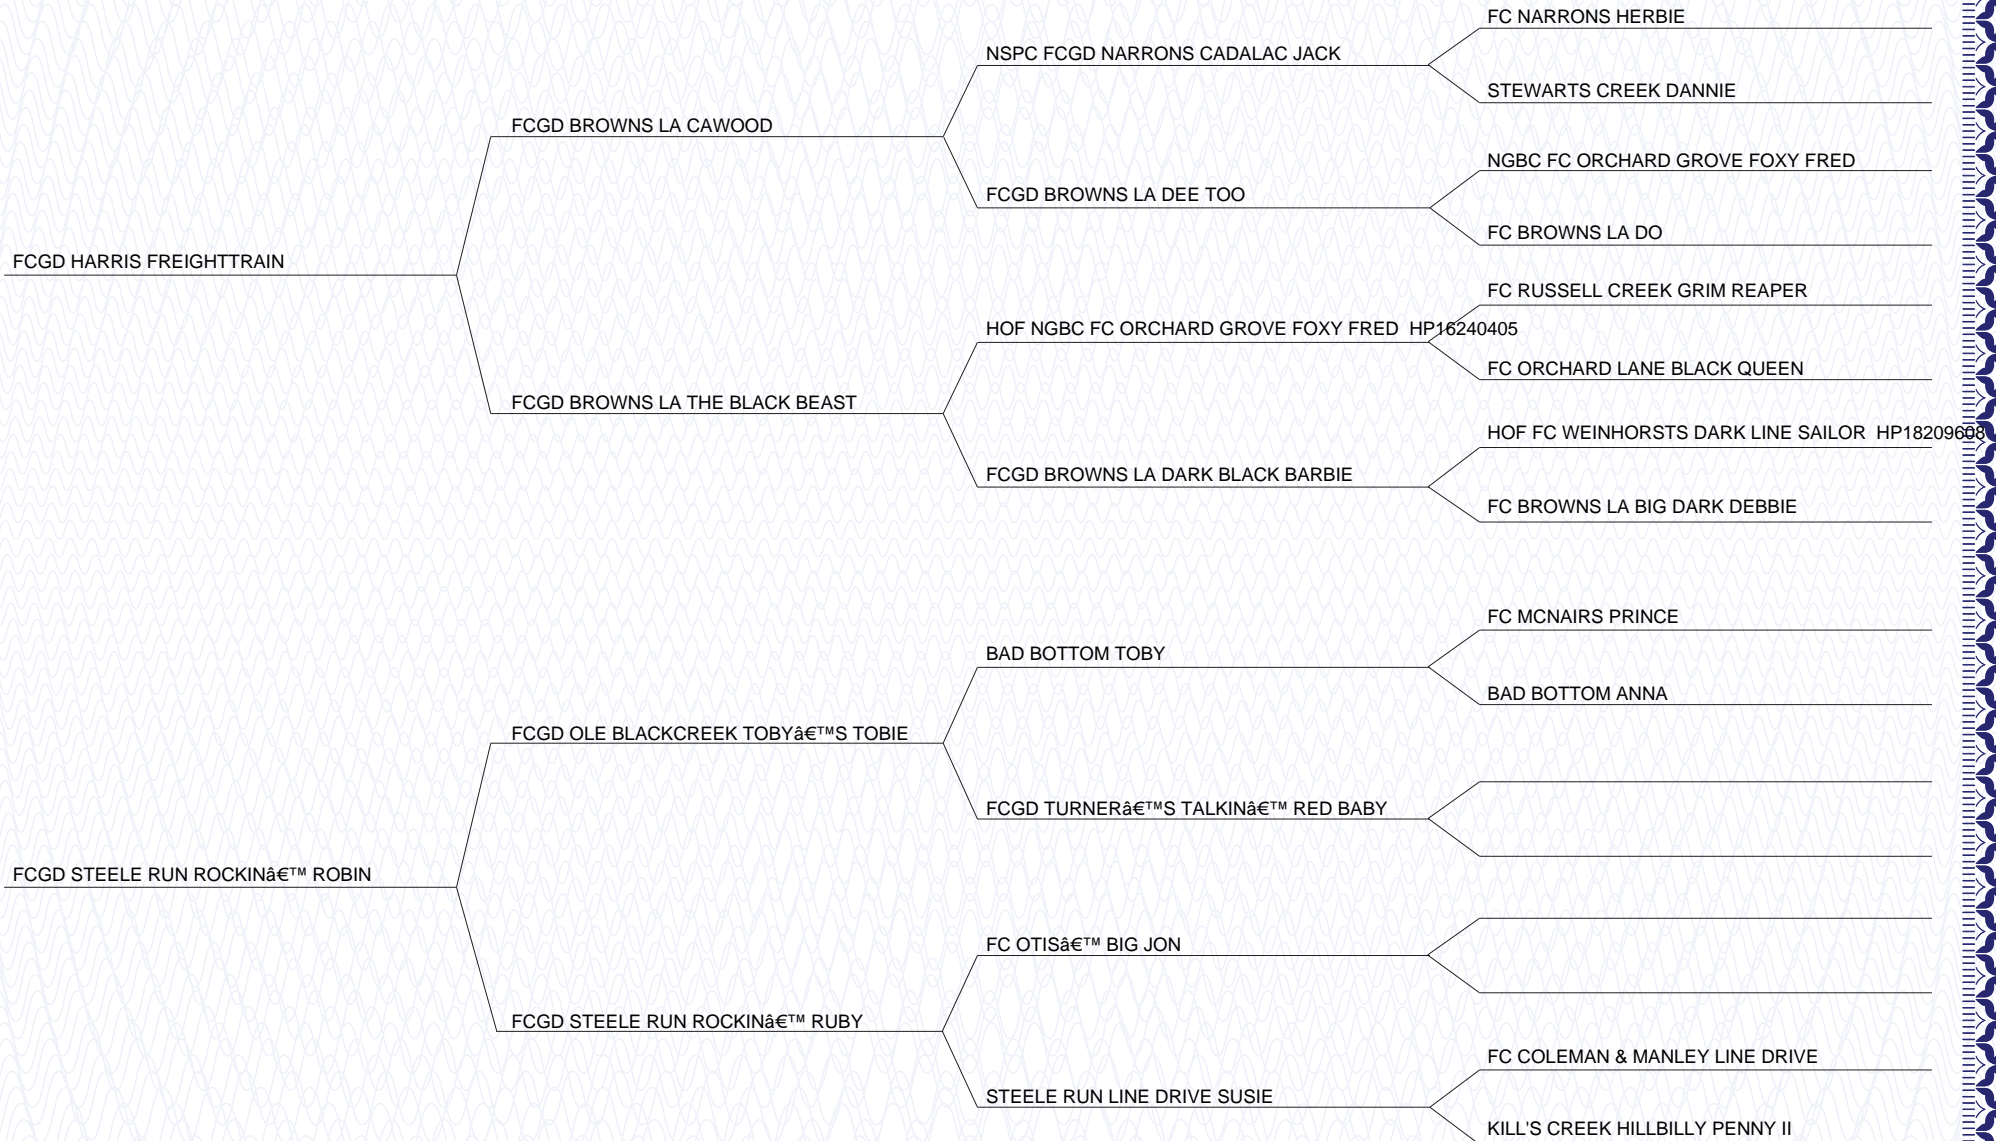 FC NARRONS HERBIE
NSPC FCGD NARRONS CADALAC JACK
STEWARTS CREEK DANNIE
FCGD BROWNS LA CAWOOD
NGBC FC ORCHARD GROVE FOXY FRED
FCGD BROWNS LA DEE TOO
FC BROWNS LA DO
FCGD HARRIS FREIGHTTRAIN
FC RUSSELL CREEK GRIM REAPER
HOF NGBC FC ORCHARD GROVE FOXY FRED HP16240405
FC ORCHARD LANE BLACK QUEEN
FCGD BROWNS LA THE BLACK BEAST
HOF FC WEINHORSTS DARK LINE SAILOR HP18209608
FCGD BROWNS LA DARK BLACK BARBIE
FC BROWNS LA BIG DARK DEBBIE
FC MCNAIRS PRINCE
BAD BOTTOM TOBY
BAD BOTTOM ANNA
FCGD OLE BLACKCREEK TOBYâ€™S TOBIE
FCGD TURNERâ€™S TALKINâ€™ RED BABY
FCGD STEELE RUN ROCKINâ€™ ROBIN
FC OTISâ€™ BIG JON
FCGD STEELE RUN ROCKINâ€™ RUBY
FC COLEMAN & MANLEY LINE DRIVE
STEELE RUN LINE DRIVE SUSIE
KILL'S CREEK HILLBILLY PENNY II